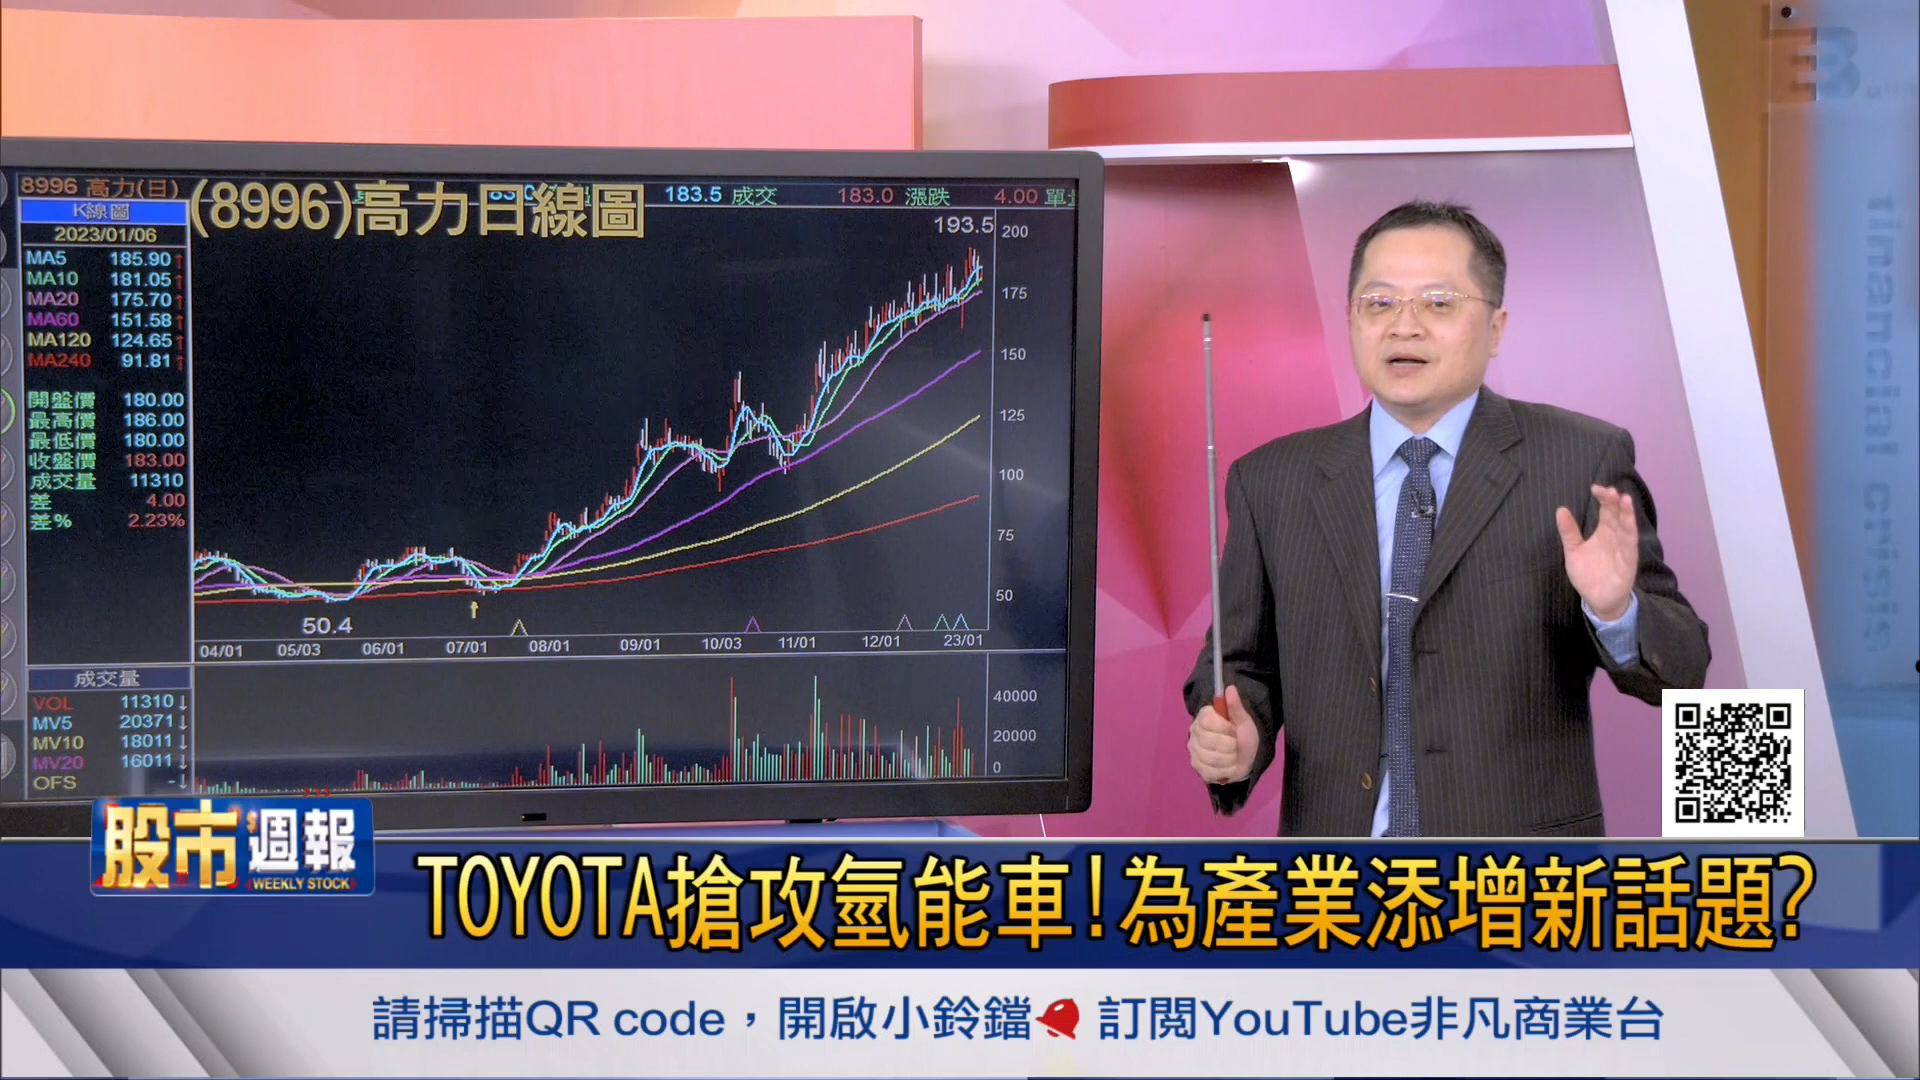 8996 高力(日)
(8996)高力日線圖
183.5 成交 183.0 漲跌 4.00
K線圖
2023/01/06
MA5 185.90↑
MA10 181.05↑
MA20 175.70↑
MA60 151.58↑
MA120 124.65↑
MA240 91.81↑
開盤價 180.00
最高價 186.00
最低價 180.00
收盤價 183.00
成交量 11310
差 4.00
差% 2.23%
193.5
200
175
150
125
100
75
50
50.4
04/01 05/03 06/01 07/01 08/01 09/01 10/03 11/01 12/01 23/01
成交量
VOL 11310↓
MV5 20371↓
MV10 18011↓
MV20 16011↓
OFS -↓
40000
20000
0
financial crisis
股市週報
WEEKLY STOCK
TOYOTA搶攻氫能車!為產業添增新話題?
請掃描QR code，開啟小鈴鐺 訂閱YouTube非凡商業台